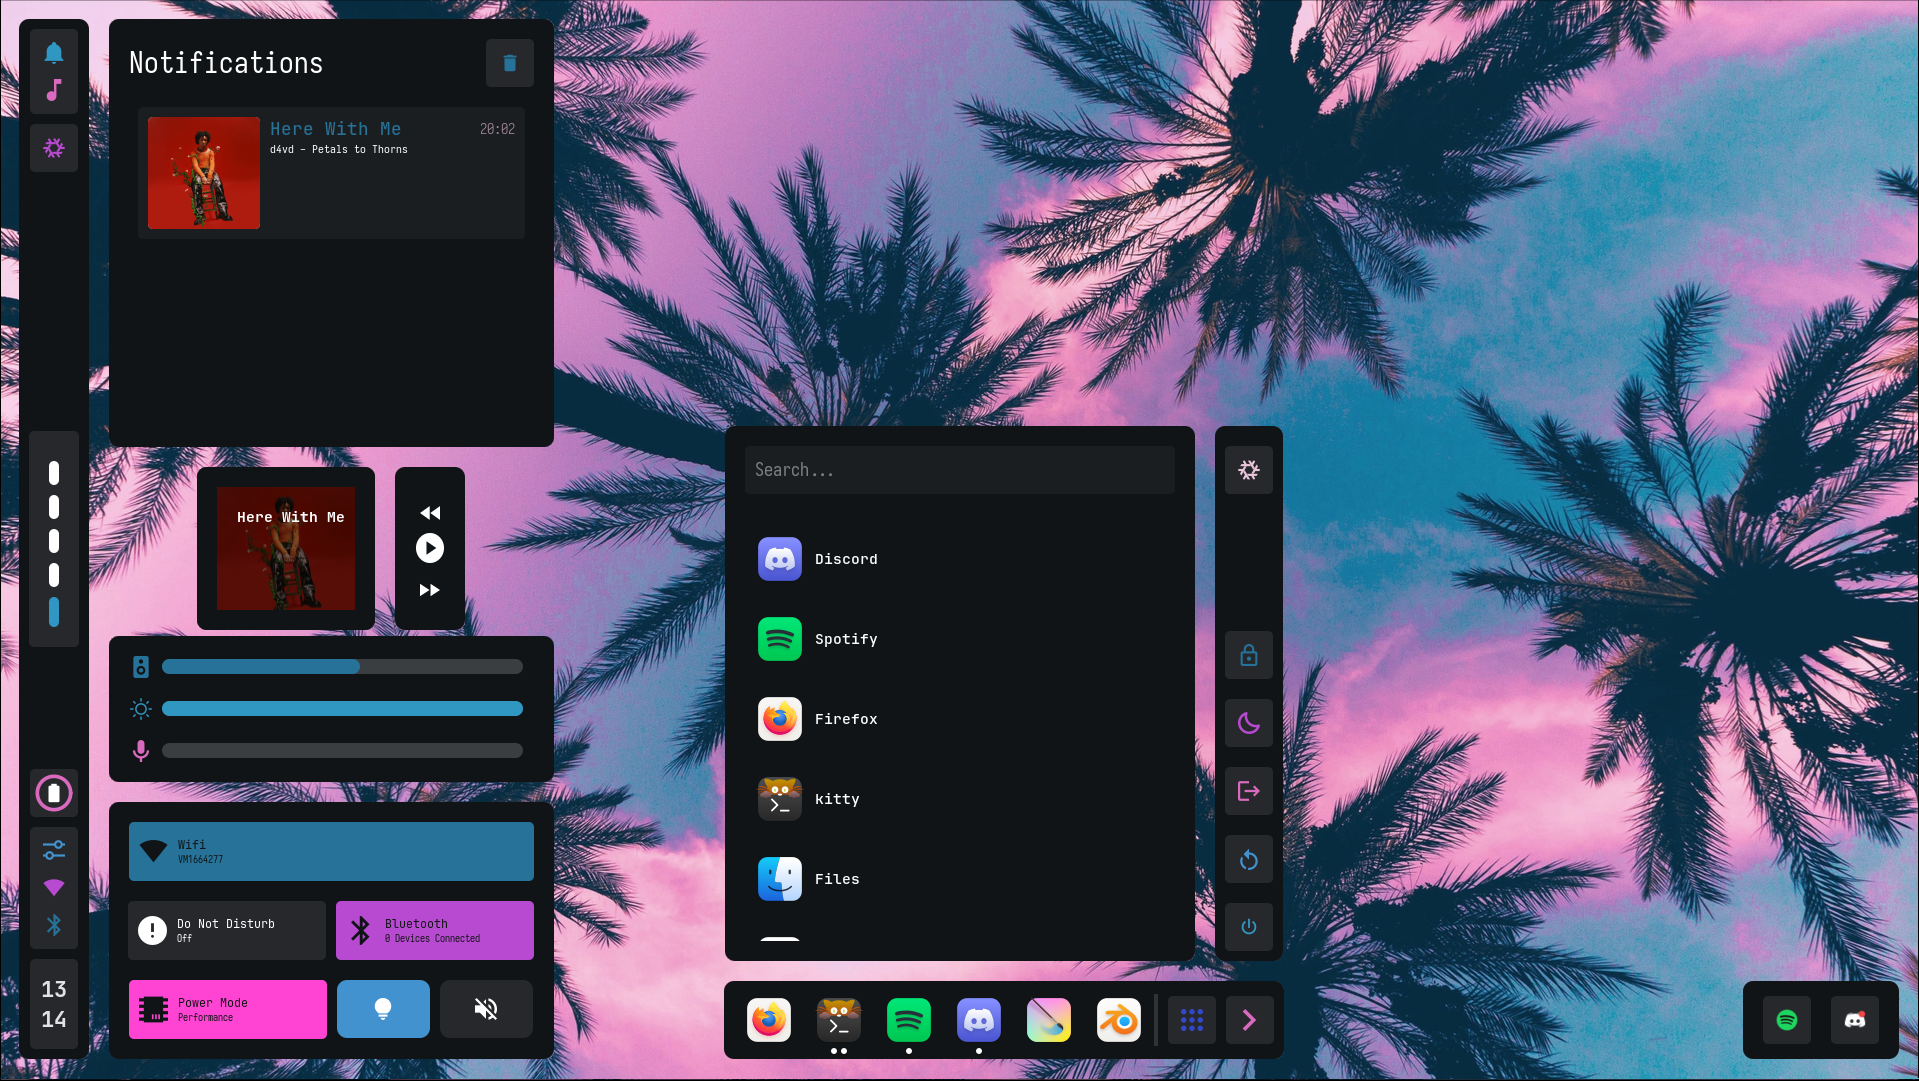 Notifications
Here With Me
20:02
d4vd - Petals to Thorns
Here With Me
Wifi
VM1664277
Do Not Disturb
Off
Bluetooth
0 Devices Connected
Power Mode
Performance
13
14
Search...
Discord
Spotify
Firefox
kitty
Files